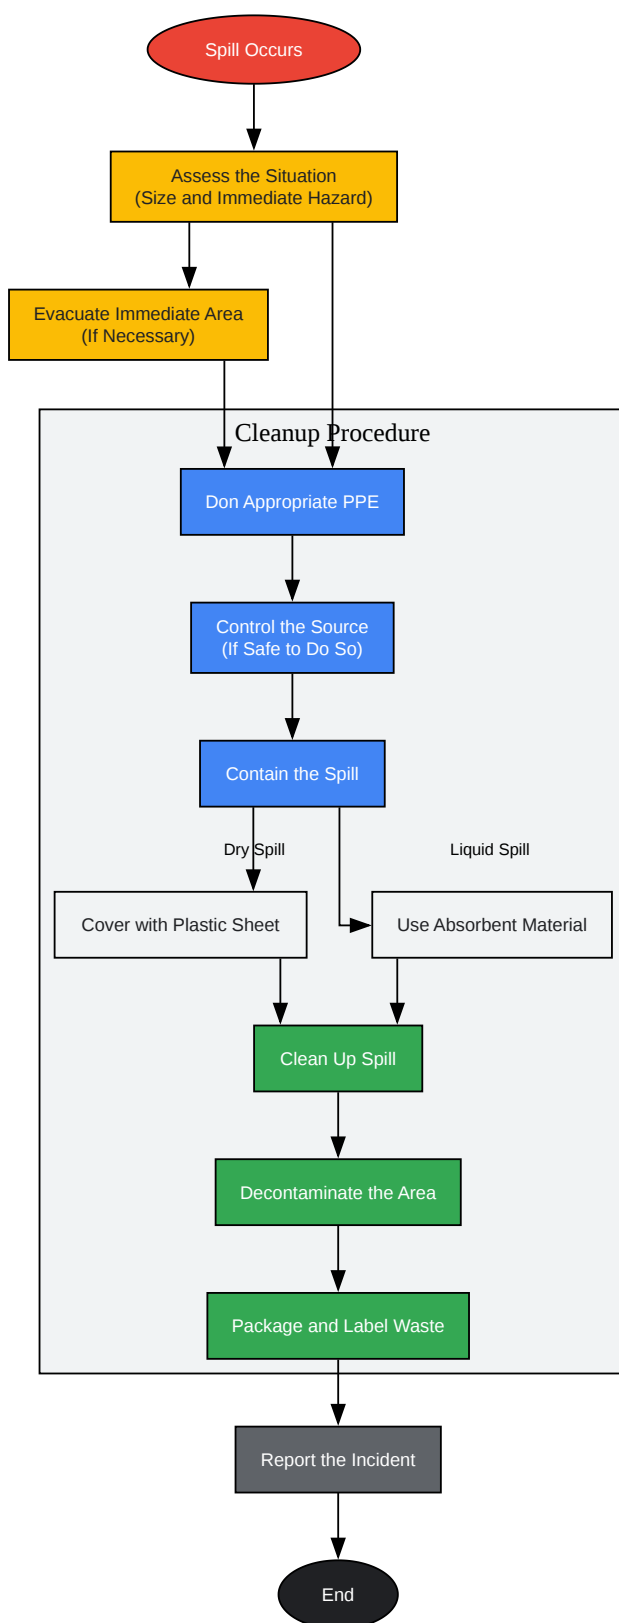 Spill Occurs
Assess the Situation
(Size and Immediate Hazard)
Evacuate Immediate Area
(If Necessary)
Cleanup Procedure
Don Appropriate PPE
Control the Source
(If Safe to Do So)
Contain the Spill
Dry Spill
Liquid Spill
Cover with Plastic Sheet
Use Absorbent Material
Clean Up Spill
Decontaminate the Area
Package and Label Waste
Report the Incident
End